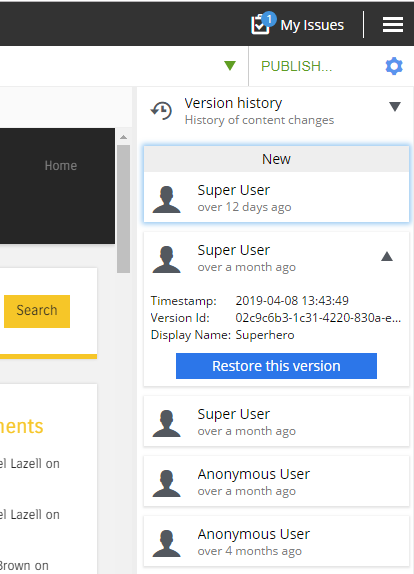 1
My Issues
PUBLISH...
Version history
History of content changes
Home
New
Super User
over 12 days ago
Super User
over a month ago
Timestamp: 2019-04-08 13:43:49
Version Id: 02c9c6b3-1c31-4220-830a-e...
Display Name: Superhero
Restore this version
Search
Super User
over a month ago
nents
el Lazell on
Anonymous User
over a month ago
el Lazell on
Anonymous User
over 4 months ago
Brown on